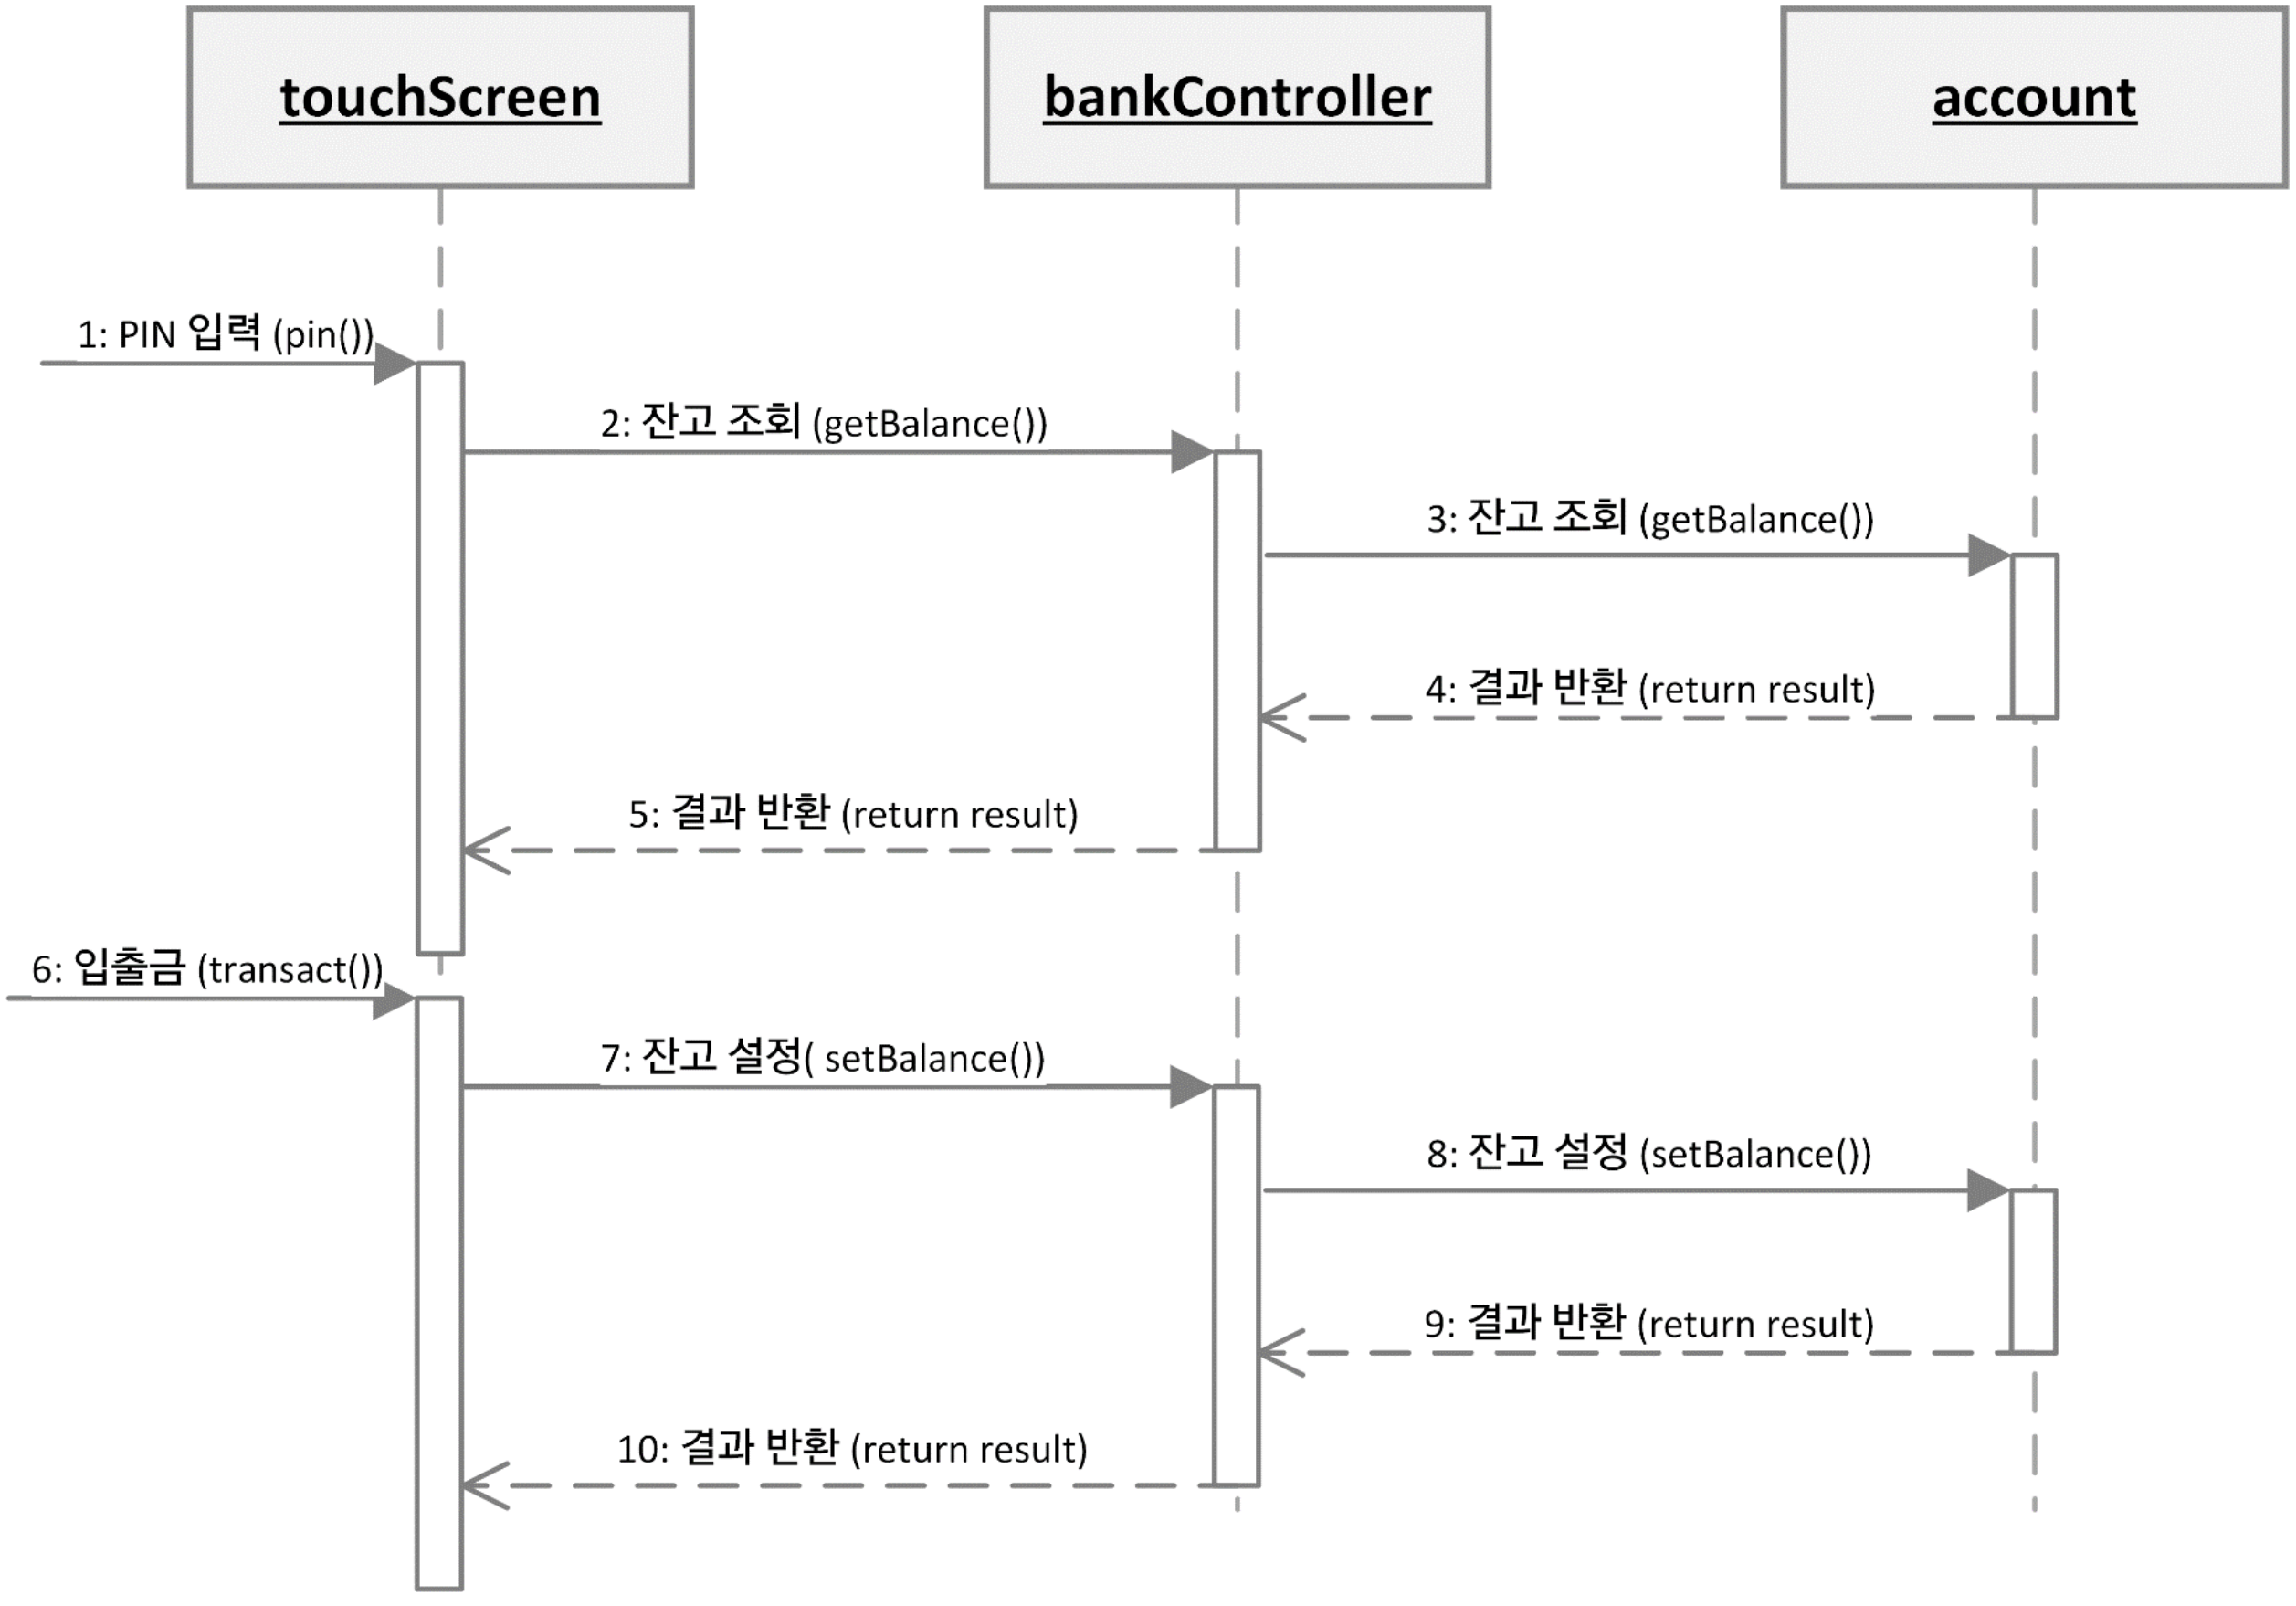 touchScreen
bankController
account
1: PIN 입력 (pin())
2: 잔고 조회 (getBalance())
3: 잔고 조회 (getBalance())
4: 결과 반환 (return result)
5: 결과 반환 (return result)
6: 입출금 (transact())
7: 잔고 설정( setBalance())
8: 잔고 설정 (setBalance())
9: 결과 반환 (return result)
10: 결과 반환 (return result)